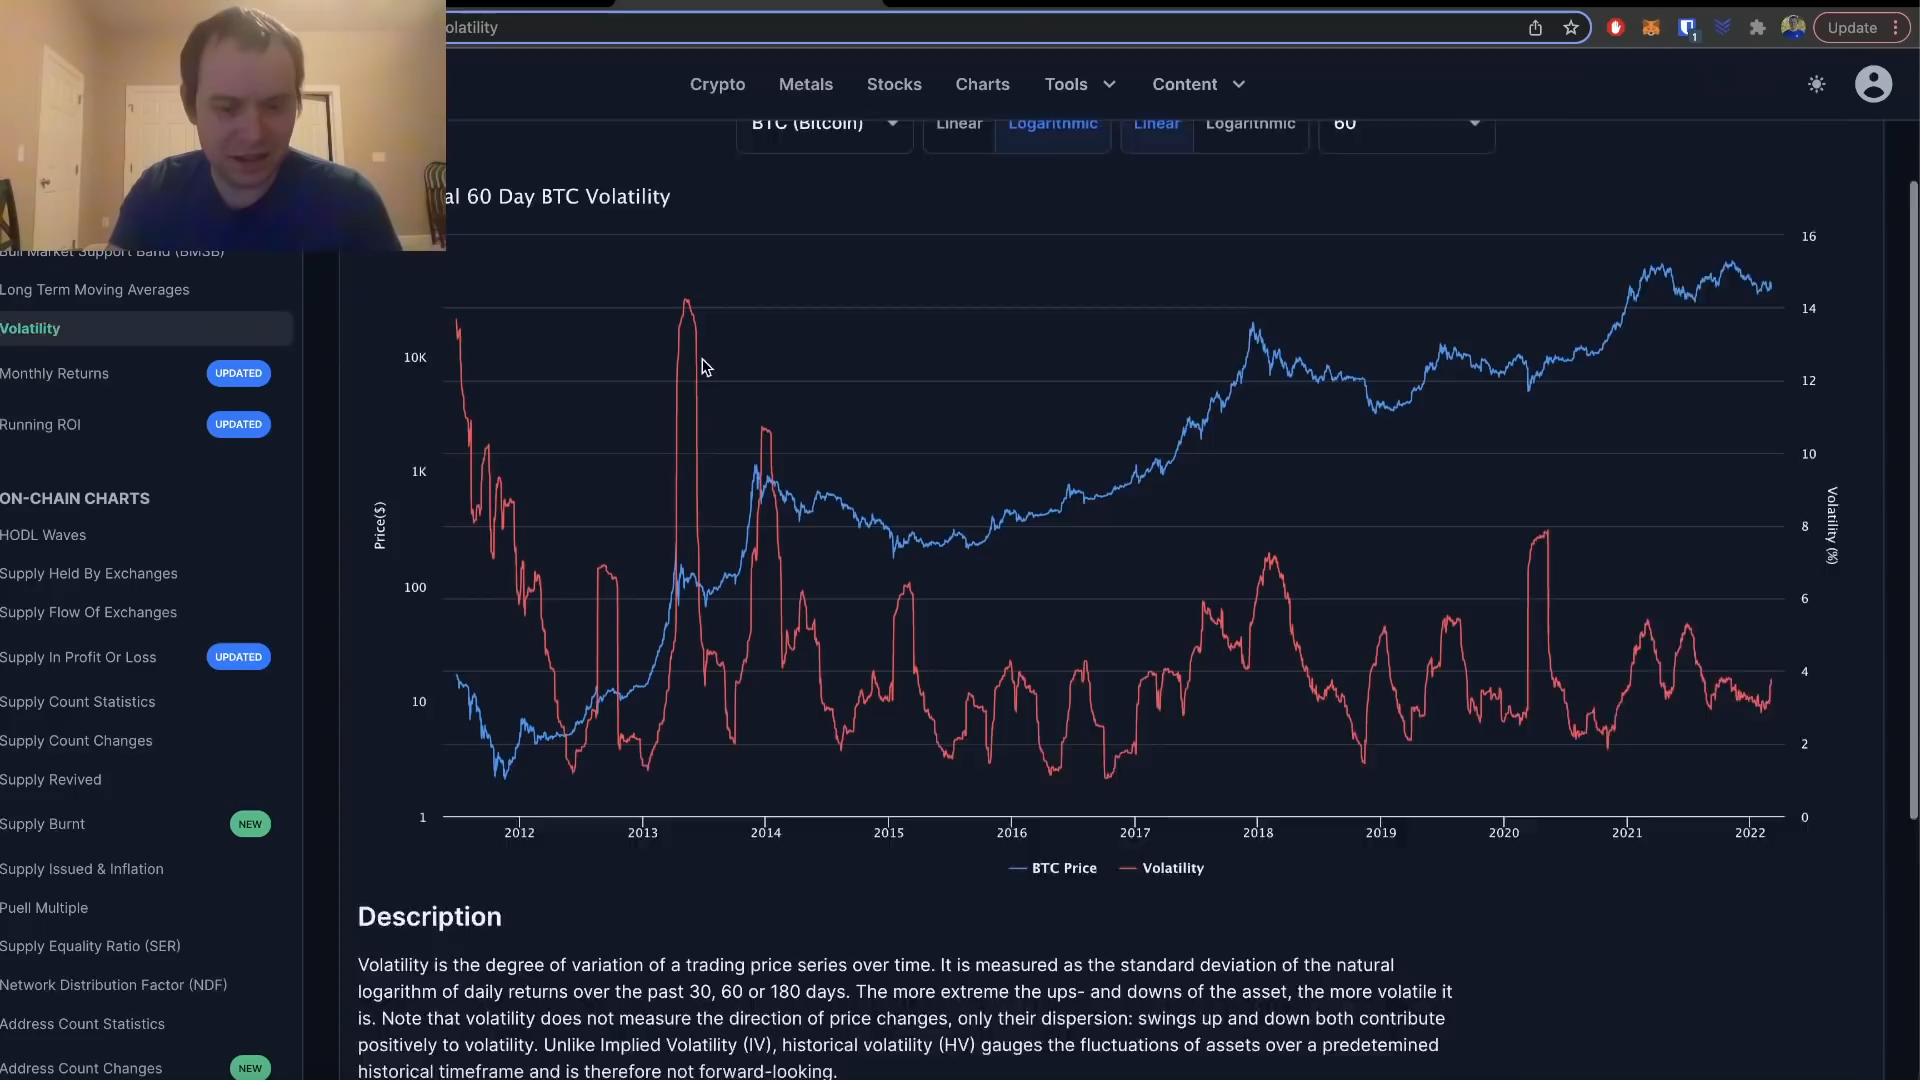 olatility
Update
1
Crypto
Metals
Stocks
Charts
Tools
Content
BTC (Bitcoin)
Linear
Logarithmic
Linear
Logarithmic
60
al 60 Day BTC Volatility
Bull Market Support Band (BMSB)
Long Term Moving Averages
Volatility
Monthly Returns UPDATED
Running ROI UPDATED
ON-CHAIN CHARTS
HODL Waves
Supply Held By Exchanges
Supply Flow Of Exchanges
Supply In Profit Or Loss UPDATED
Supply Count Statistics
Supply Count Changes
Supply Revived
Supply Burnt NEW
Supply Issued & Inflation
Puell Multiple
Supply Equality Ratio (SER)
Network Distribution Factor (NDF)
Address Count Statistics
Address Count Changes NEW
Price($)
10K
1K
100
10
1
16
14
12
10
8
6
4
2
0
Volatility (%)
2012 2013 2014 2015 2016 2017 2018 2019 2020 2021 2022
BTC Price Volatility
Description
Volatility is the degree of variation of a trading price series over time. It is measured as the standard deviation of the natural
logarithm of daily returns over the past 30, 60 or 180 days. The more extreme the ups- and downs of the asset, the more volatile it
is. Note that volatility does not measure the direction of price changes, only their dispersion: swings up and down both contribute
positively to volatility. Unlike Implied Volatility (IV), historical volatility (HV) gauges the fluctuations of assets over a predetemined
historical timeframe and is therefore not forward-looking.